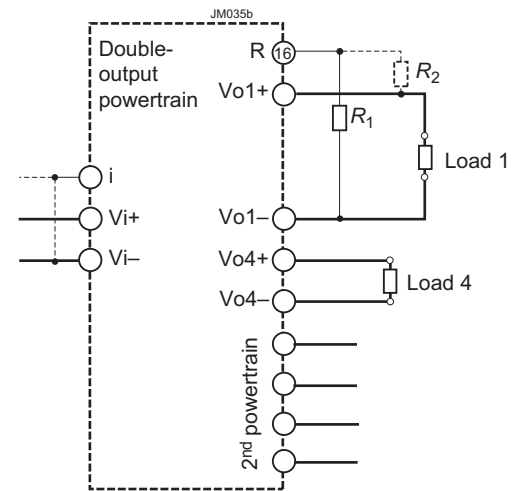 JM035b
Double-
output
powertrain
R 16
R2
Vo1+
R1
Load 1
i
Vi+
Vo1–
Vi–
Vo4+
Load 4
Vo4–
2nd powertrain